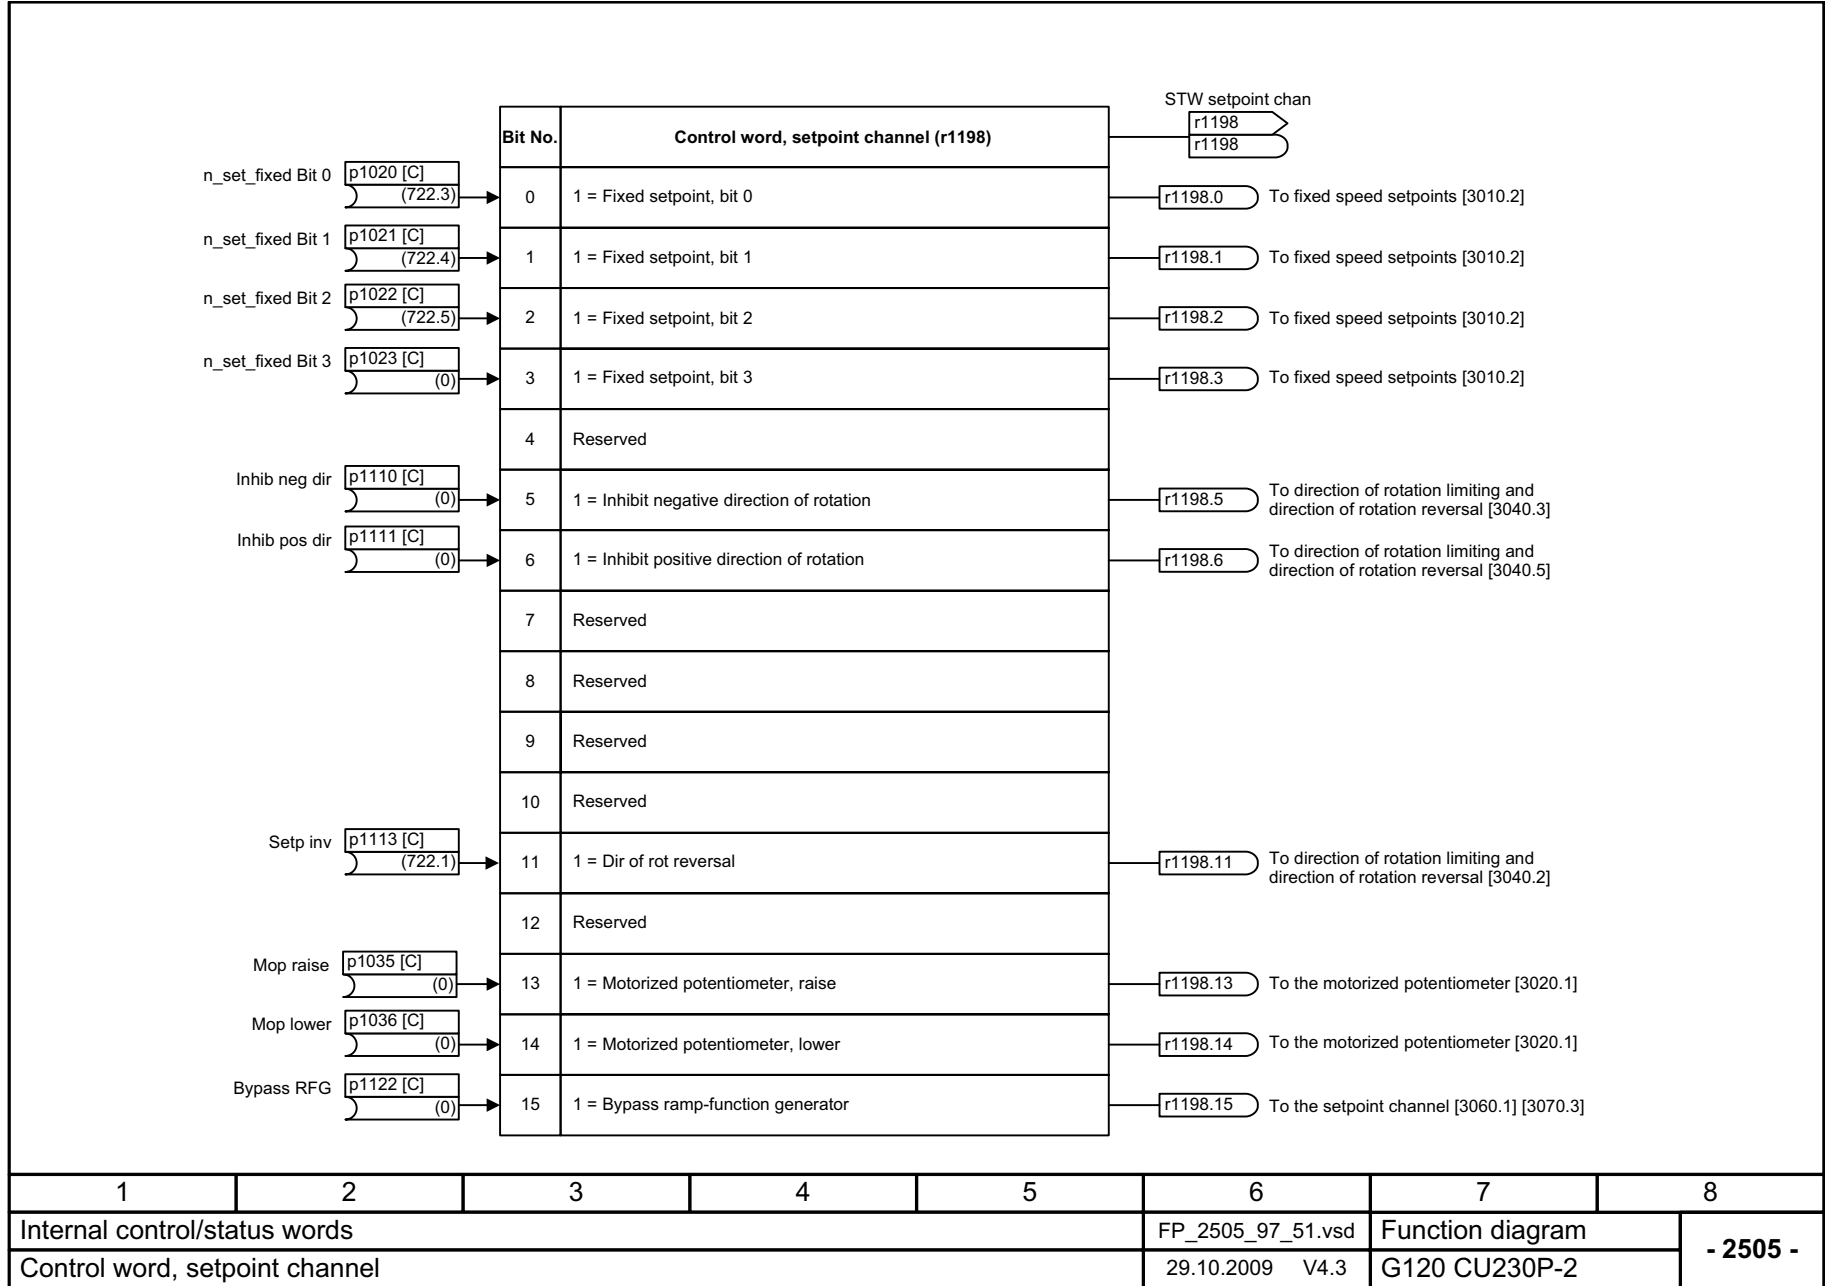 STW setpoint chan
r1198
r1198
Bit No. Control word, setpoint channel (r1198)
n_set_fixed Bit 0 p1020 [C]
(722.3) 0 1 = Fixed setpoint, bit 0 r1198.0 To fixed speed setpoints [3010.2]
n_set_fixed Bit 1 p1021 [C]
(722.4) 1 1 = Fixed setpoint, bit 1 r1198.1 To fixed speed setpoints [3010.2]
n_set_fixed Bit 2 p1022 [C]
(722.5) 2 1 = Fixed setpoint, bit 2 r1198.2 To fixed speed setpoints [3010.2]
n_set_fixed Bit 3 p1023 [C]
(0) 3 1 = Fixed setpoint, bit 3 r1198.3 To fixed speed setpoints [3010.2]
4 Reserved
Inhib neg dir p1110 [C]
(0) 5 1 = Inhibit negative direction of rotation r1198.5 To direction of rotation limiting and
direction of rotation reversal [3040.3]
Inhib pos dir p1111 [C]
(0) 6 1 = Inhibit positive direction of rotation r1198.6 To direction of rotation limiting and
direction of rotation reversal [3040.5]
7 Reserved
8 Reserved
9 Reserved
10 Reserved
Setp inv p1113 [C]
(722.1) 11 1 = Dir of rot reversal r1198.11 To direction of rotation limiting and
direction of rotation reversal [3040.2]
12 Reserved
Mop raise p1035 [C]
(0) 13 1 = Motorized potentiometer, raise r1198.13 To the motorized potentiometer [3020.1]
Mop lower p1036 [C]
(0) 14 1 = Motorized potentiometer, lower r1198.14 To the motorized potentiometer [3020.1]
Bypass RFG p1122 [C]
(0) 15 1 = Bypass ramp-function generator r1198.15 To the setpoint channel [3060.1] [3070.3]
1 2 3 4 5 6 7 8
Internal control/status words FP_2505_97_51.vsd Function diagram
- 2505 -
Control word, setpoint channel 29.10.2009 V4.3 G120 CU230P-2